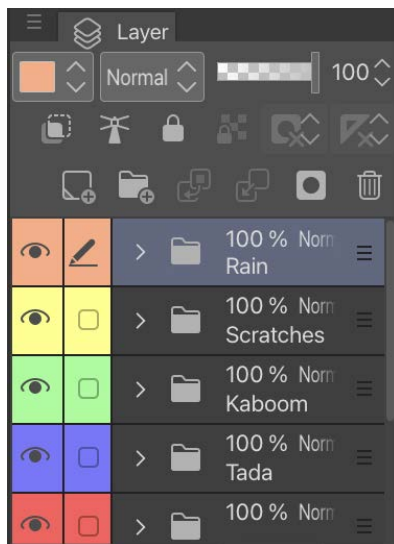 Layer
Normal 100
100 % Norm
Rain
100 % Norm
Scratches
100 % Norm
Kaboom
100 % Norm
Tada
100 % Norm